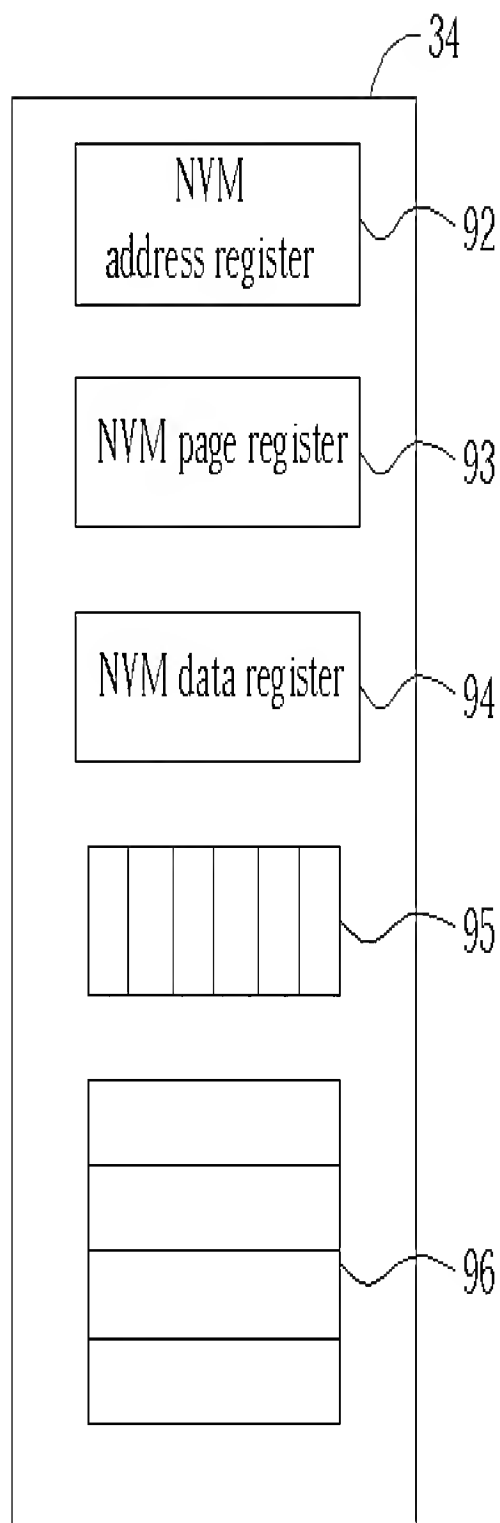 34
NVM
address register
92
NVM page register
93
NVM data register
94
95
96